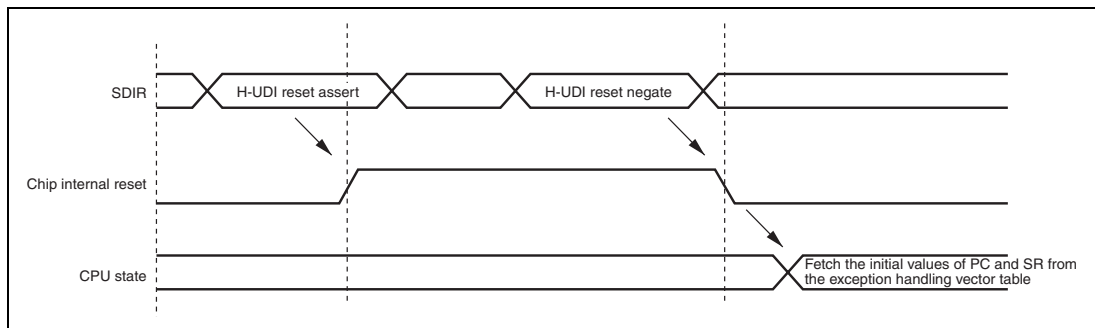 SDIR
H-UDI reset assert
H-UDI reset negate
Chip internal reset
CPU state
Fetch the initial values of PC and SR from
the exception handling vector table